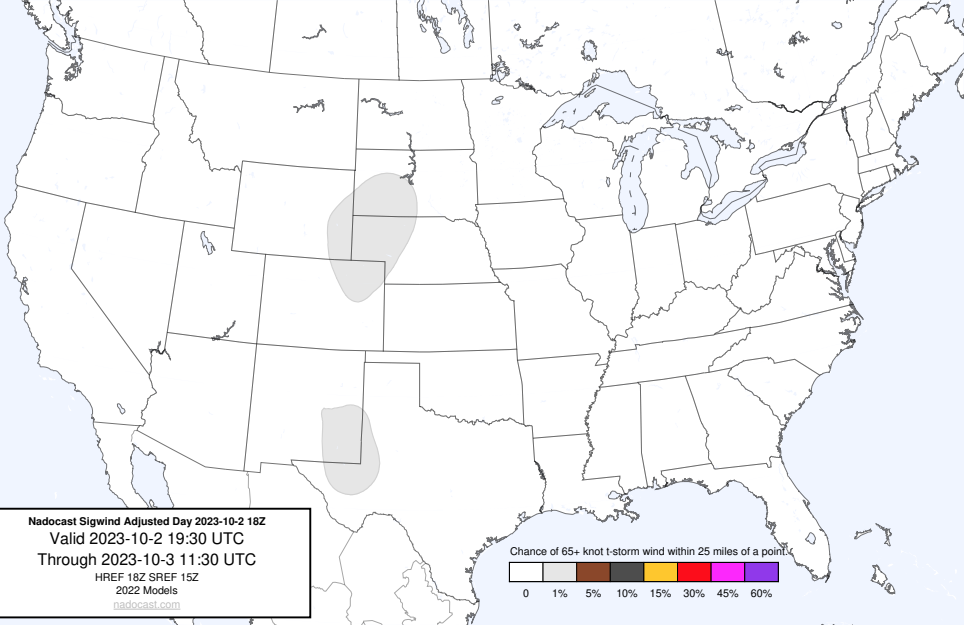 Nadocast Sigwind Adjusted Day 2023-10-2 18Z
Valid 2023-10-2 19:30 UTC
Through 2023-10-3 11:30 UTC
HREF 18Z SREF 15Z
2022 Models
nadocast.com
Chance of 65+ knot t-storm wind within 25 miles of a point.
0 1% 5% 10% 15% 30% 45% 60%